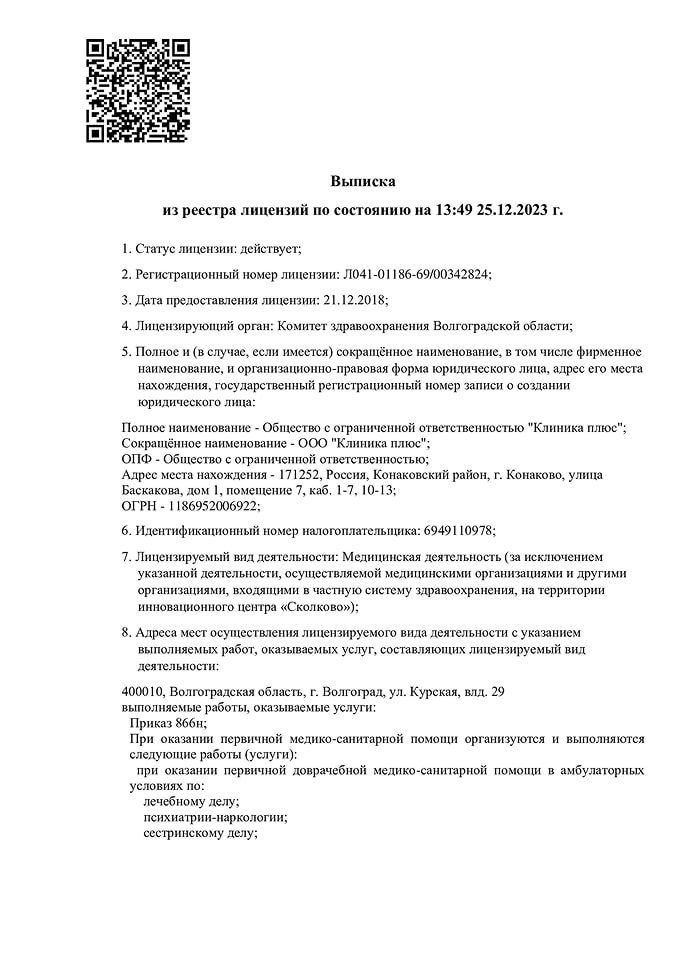 Выписка
из реестра лицензий по состоянию на 13:49 25.12.2023 г.
1. Статус лицензии: действует;
2. Регистрационный номер лицензии: Л041-01186-69/00342824;
3. Дата предоставления лицензии: 21.12.2018;
4. Лицензирующий орган: Комитет здравоохранения Волгоградской области;
5. Полное и (в случае, если имеется) сокращённое наименование, в том числе фирменное
наименование, и организационно-правовая форма юридического лица, адрес его места
нахождения, государственный регистрационный номер записи о создании
юридического лица:
Полное наименование - Общество с ограниченной ответственностью "Клиника плюс";
Сокращённое наименование - ООО "Клиника плюс";
ОПФ - Общество с ограниченной ответственностью;
Адрес места нахождения - 171252, Россия, Конаковский район, г. Конаково, улица
Баскакова, дом 1, помещение 7, каб. 1-7, 10-13;
ОГРН - 1186952006922;
6. Идентификационный номер налогоплательщика: 6949110978;
7. Лицензируемый вид деятельности: Медицинская деятельность (за исключением
указанной деятельности, осуществляемой медицинскими организациями и другими
организациями, входящими в частную систему здравоохранения, на территории
инновационного центра «Сколково»);
8. Адреса мест осуществления лицензируемого вида деятельности с указанием
выполняемых работ, оказываемых услуг, составляющих лицензируемый вид
деятельности:
400010, Волгоградская область, г. Волгоград, ул. Курская, влд. 29
выполняемые работы, оказываемые услуги:
Приказ 866н;
При оказании первичной медико-санитарной помощи организуются и выполняются
следующие работы (услуги):
при оказании первичной доврачебной медико-санитарной помощи в амбулаторных
условиях по:
лечебному делу;
психиатрии-наркологии;
сестринскому делу;